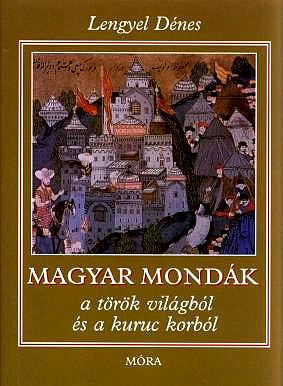 Lengyel Dénes
MAGYAR MONDÁK
a török világból
és a kuruc korból
MÓRA